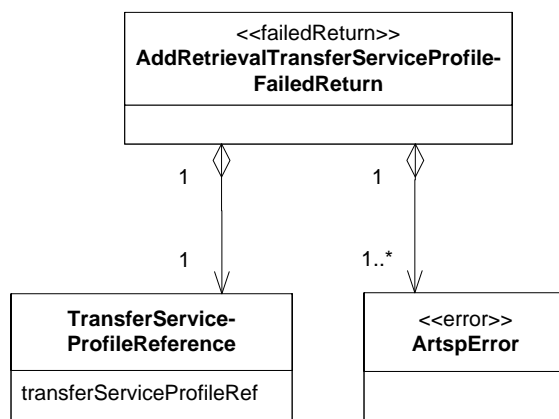 <<failedReturn>>
AddRetrievalTransferServiceProfile-
FailedReturn
1
1
1
1..*
TransferService-
ProfileReference
transferServiceProfileRef
<<error>>
ArtspError